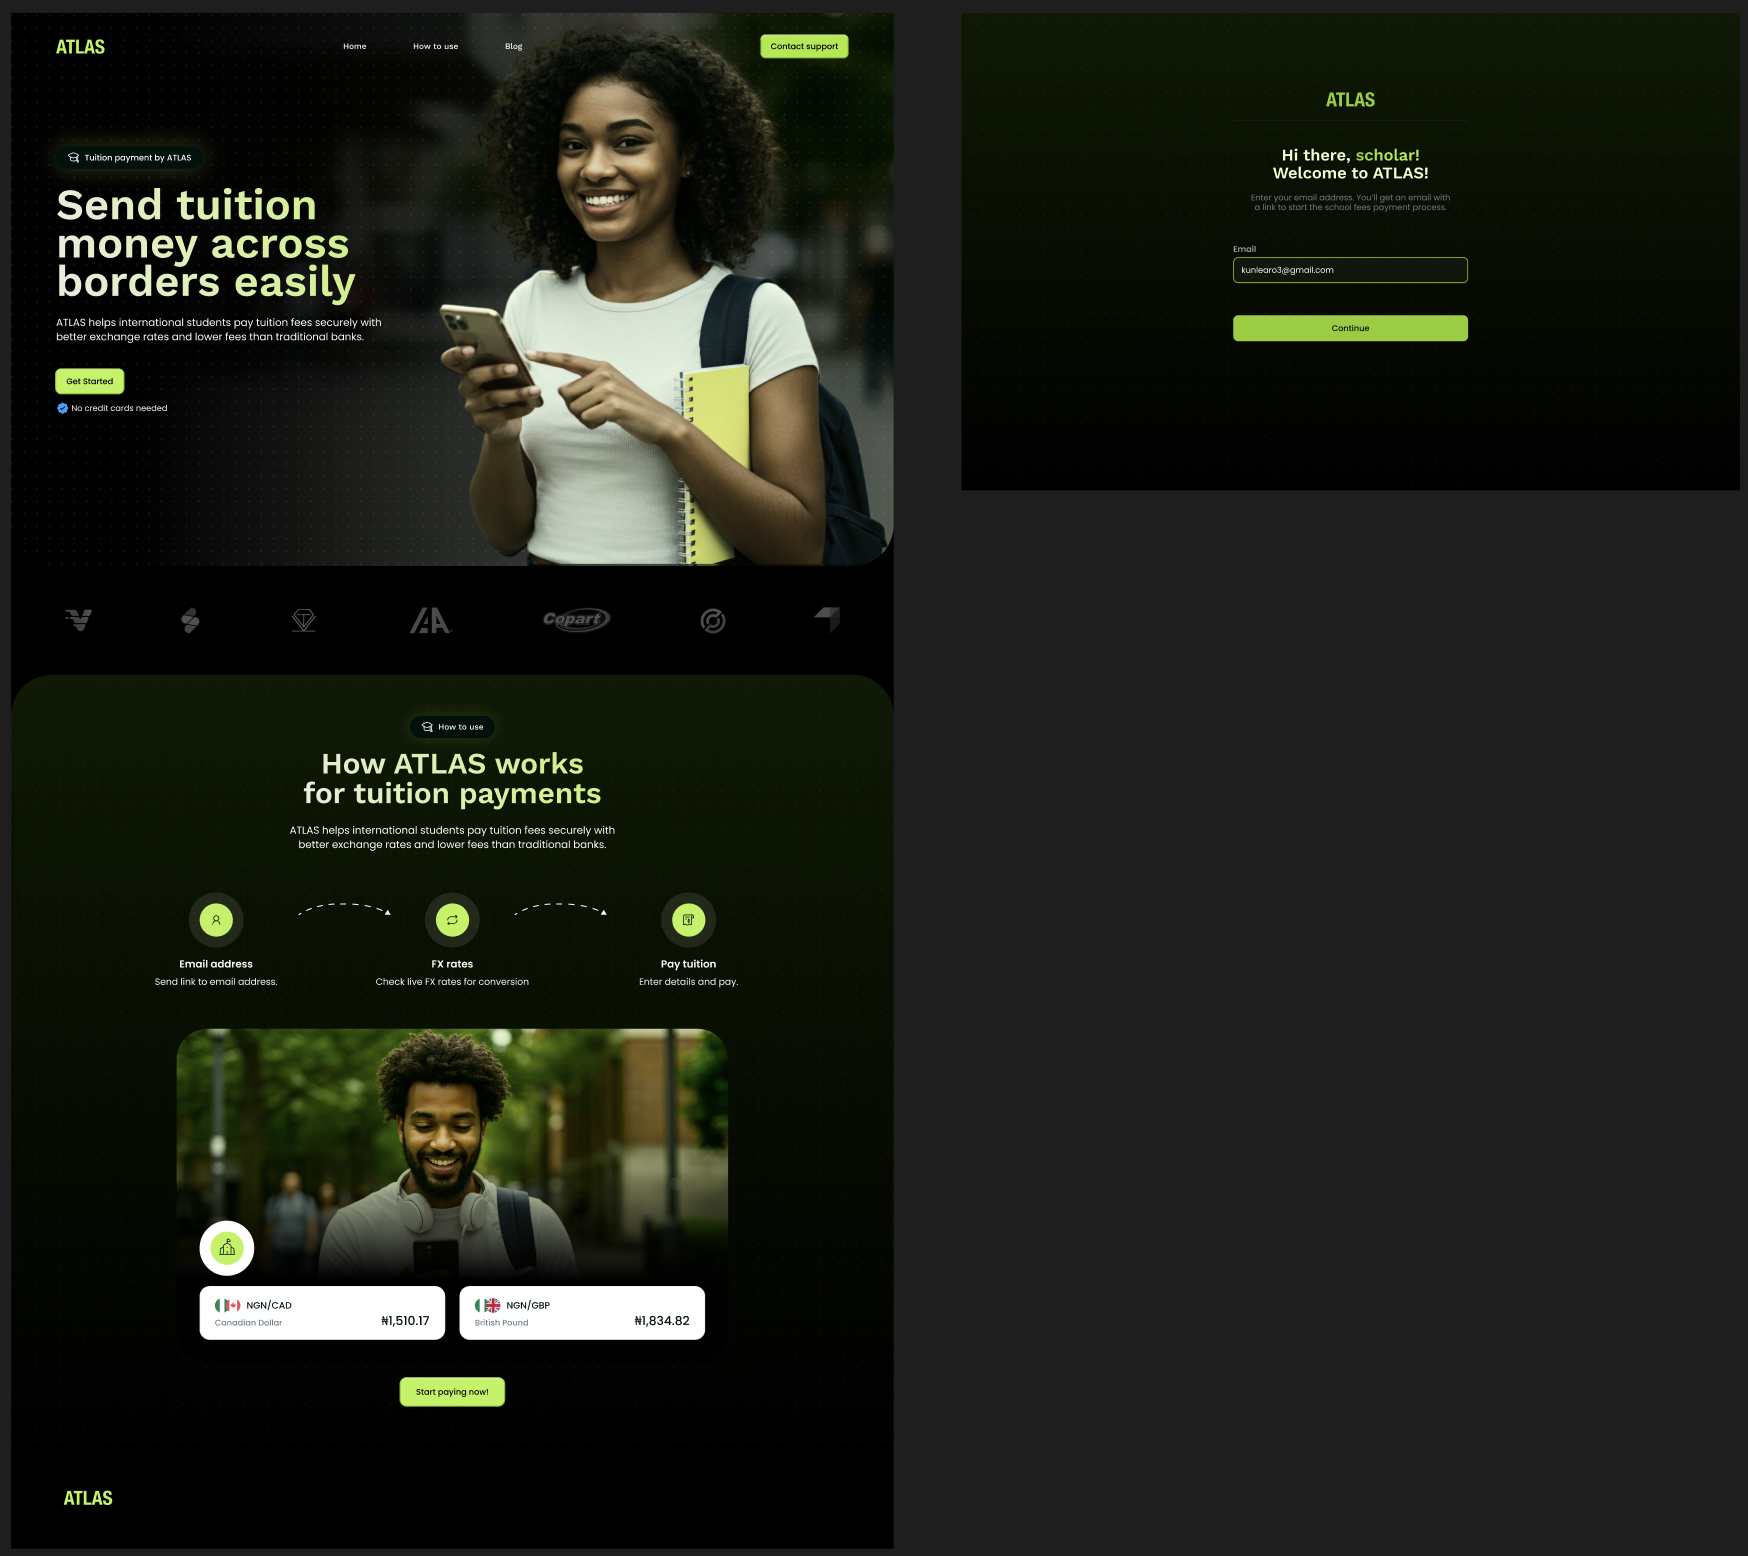 ATLAS
Home
How to use
Blog
Contact support
Tuition payment by ATLAS
Send tuition
money across
borders easily
ATLAS helps international students pay tuition fees securely with
better exchange rates and lower fees than traditional banks.
Get Started
No credit cards needed
Copart
How to use
How ATLAS works
for tuition payments
ATLAS helps international students pay tuition fees securely with
better exchange rates and lower fees than traditional banks.
Email address
Send link to email address.
FX rates
Check live FX rates for conversion
Pay tuition
Enter details and pay.
NGN/CAD
Canadian Dollar
₦1,510.17
NGN/GBP
British Pound
₦1,834.82
Start paying now!
ATLAS
ATLAS
Hi there, scholar!
Welcome to ATLAS!
Enter your email address. You'll get an email with
a link to start the school fees payment process.
Email
kunlearo3@gmail.com
Continue